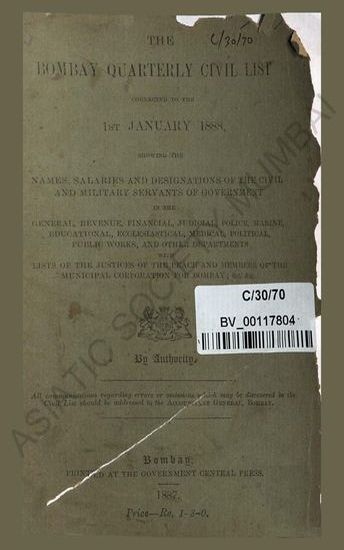 THE
C/30/70
BOMBAY QUARTERLY CIVIL LIST
CORRECTED TO THE
1ST JANUARY 1888,
SHOWING THE
NAMES, SALARIES AND DESIGNATIONS OF THE CIVIL
AND MILITARY SERVANTS OF GOVERNMENT
IN THE
GENERAL, REVENUE, FINANCIAL, JUDICIAL, POLICE, MARINE,
EDUCATIONAL, ECCLESIASTICAL, MEDICAL, POLITICAL,
PUBLIC WORKS, AND OTHER DEPARTMENTS
WITH
LISTS OF THE JUSTICES OF THE PEACE AND MEMBERS OF THE
MUNICIPAL CORPORATION FOR BOMBAY, &c. &c.
C/30/70
BV_00117804
By Authority.
All communications regarding errors or omissions which may be discovered in the
Civil List should be addressed to the ACCOUNTANT GENERAL, BOMBAY.
Bombay:
PRINTED AT THE GOVERNMENT CENTRAL PRESS.
1887.
Price—Re. 1-8-0.
ASIATIC SOCIETY OF MUMBAI